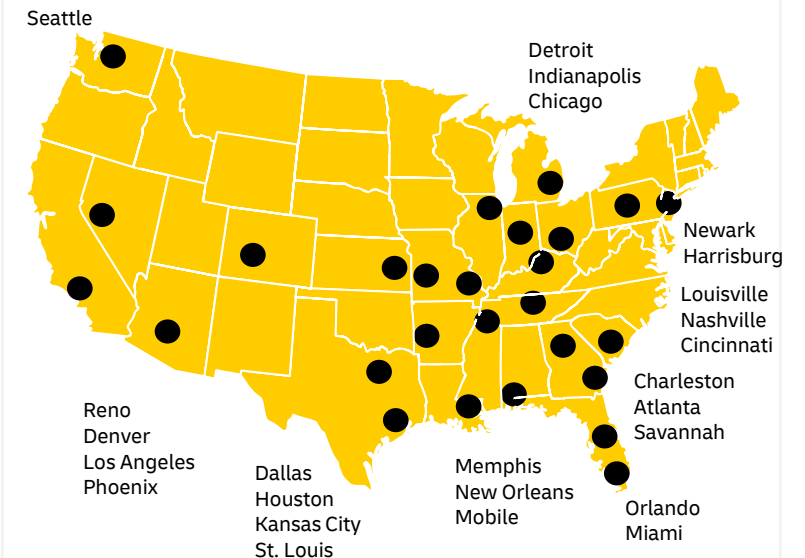 Seattle
Detroit
Indianapolis
Chicago
Newark
Harrisburg
Louisville
Nashville
Cincinnati
Charleston
Atlanta
Savannah
Reno
Denver
Los Angeles
Phoenix
Dallas
Houston
Kansas City
St. Louis
Memphis
New Orleans
Mobile
Orlando
Miami